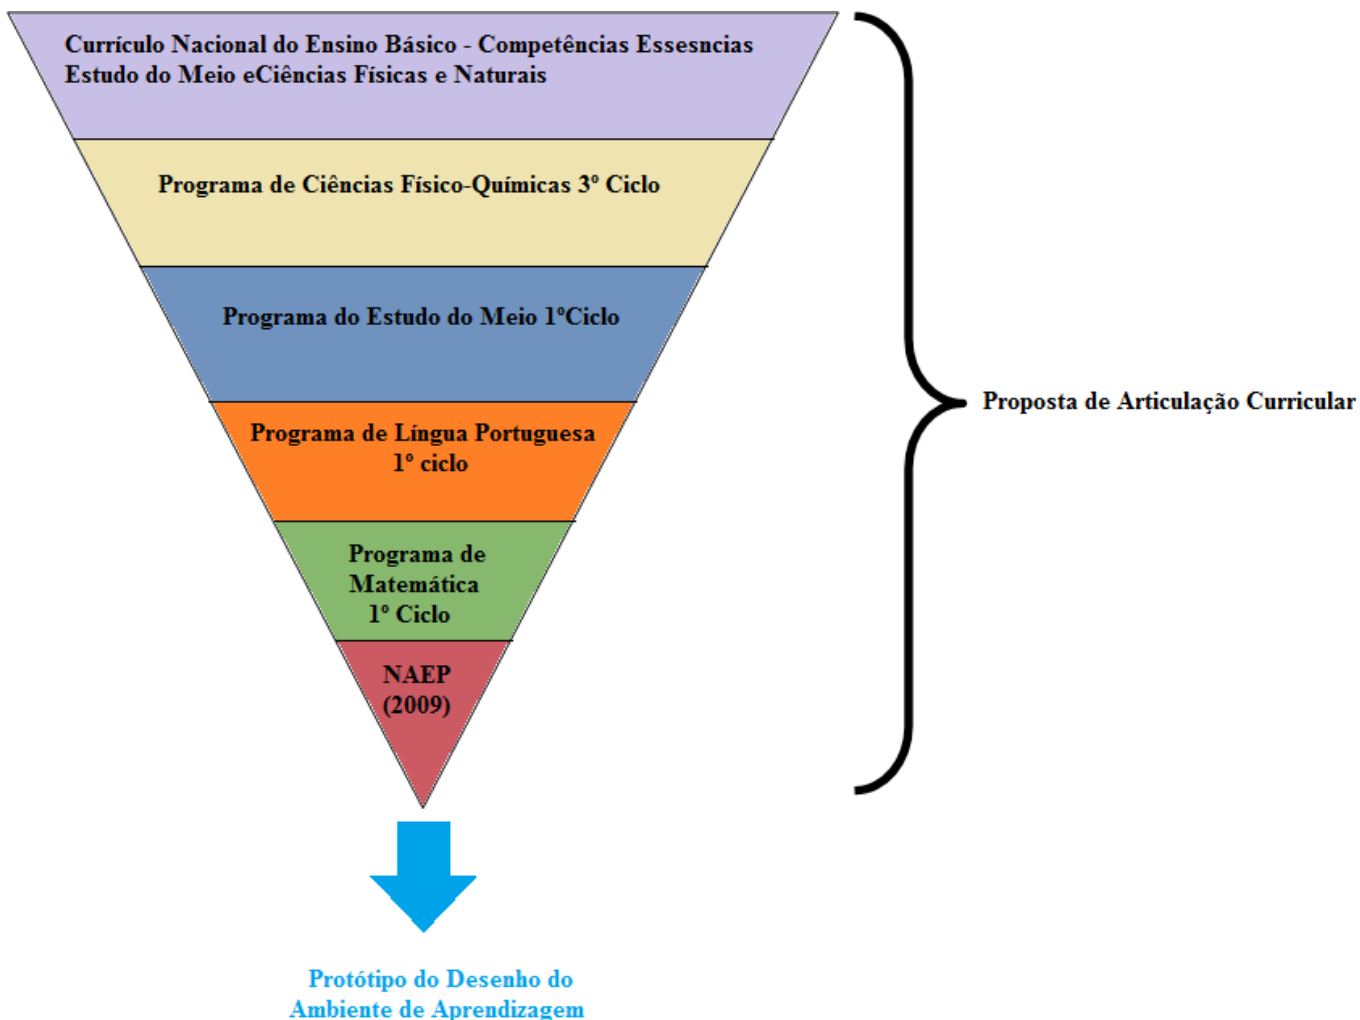 Currículo Nacional do Ensino Básico - Competências Essesncias
Estudo do Meio eCiências Físicas e Naturais
Programa de Ciências Físico-Químicas 3º Ciclo
Programa do Estudo do Meio 1ºCiclo
Programa de Língua Portuguesa
1º ciclo
Programa de
Matemática
1º Ciclo
NAEP
(2009)
Proposta de Articulação Curricular
Protótipo do Desenho do
Ambiente de Aprendizagem